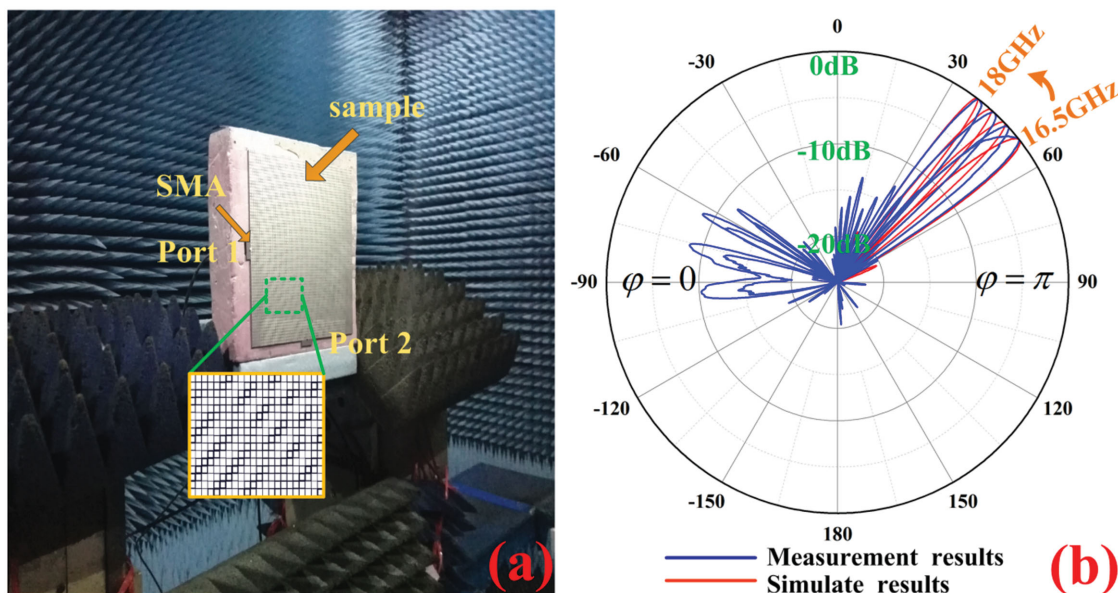 sample
SMA
Port 1
Port 2
(a)
0
30
60
90
120
150
180
-150
-120
-90
-60
-30
0dB
-10dB
-20dB
18GHz
16.5GHz
φ=0
φ=π
Measurement results
Simulate results
(b)